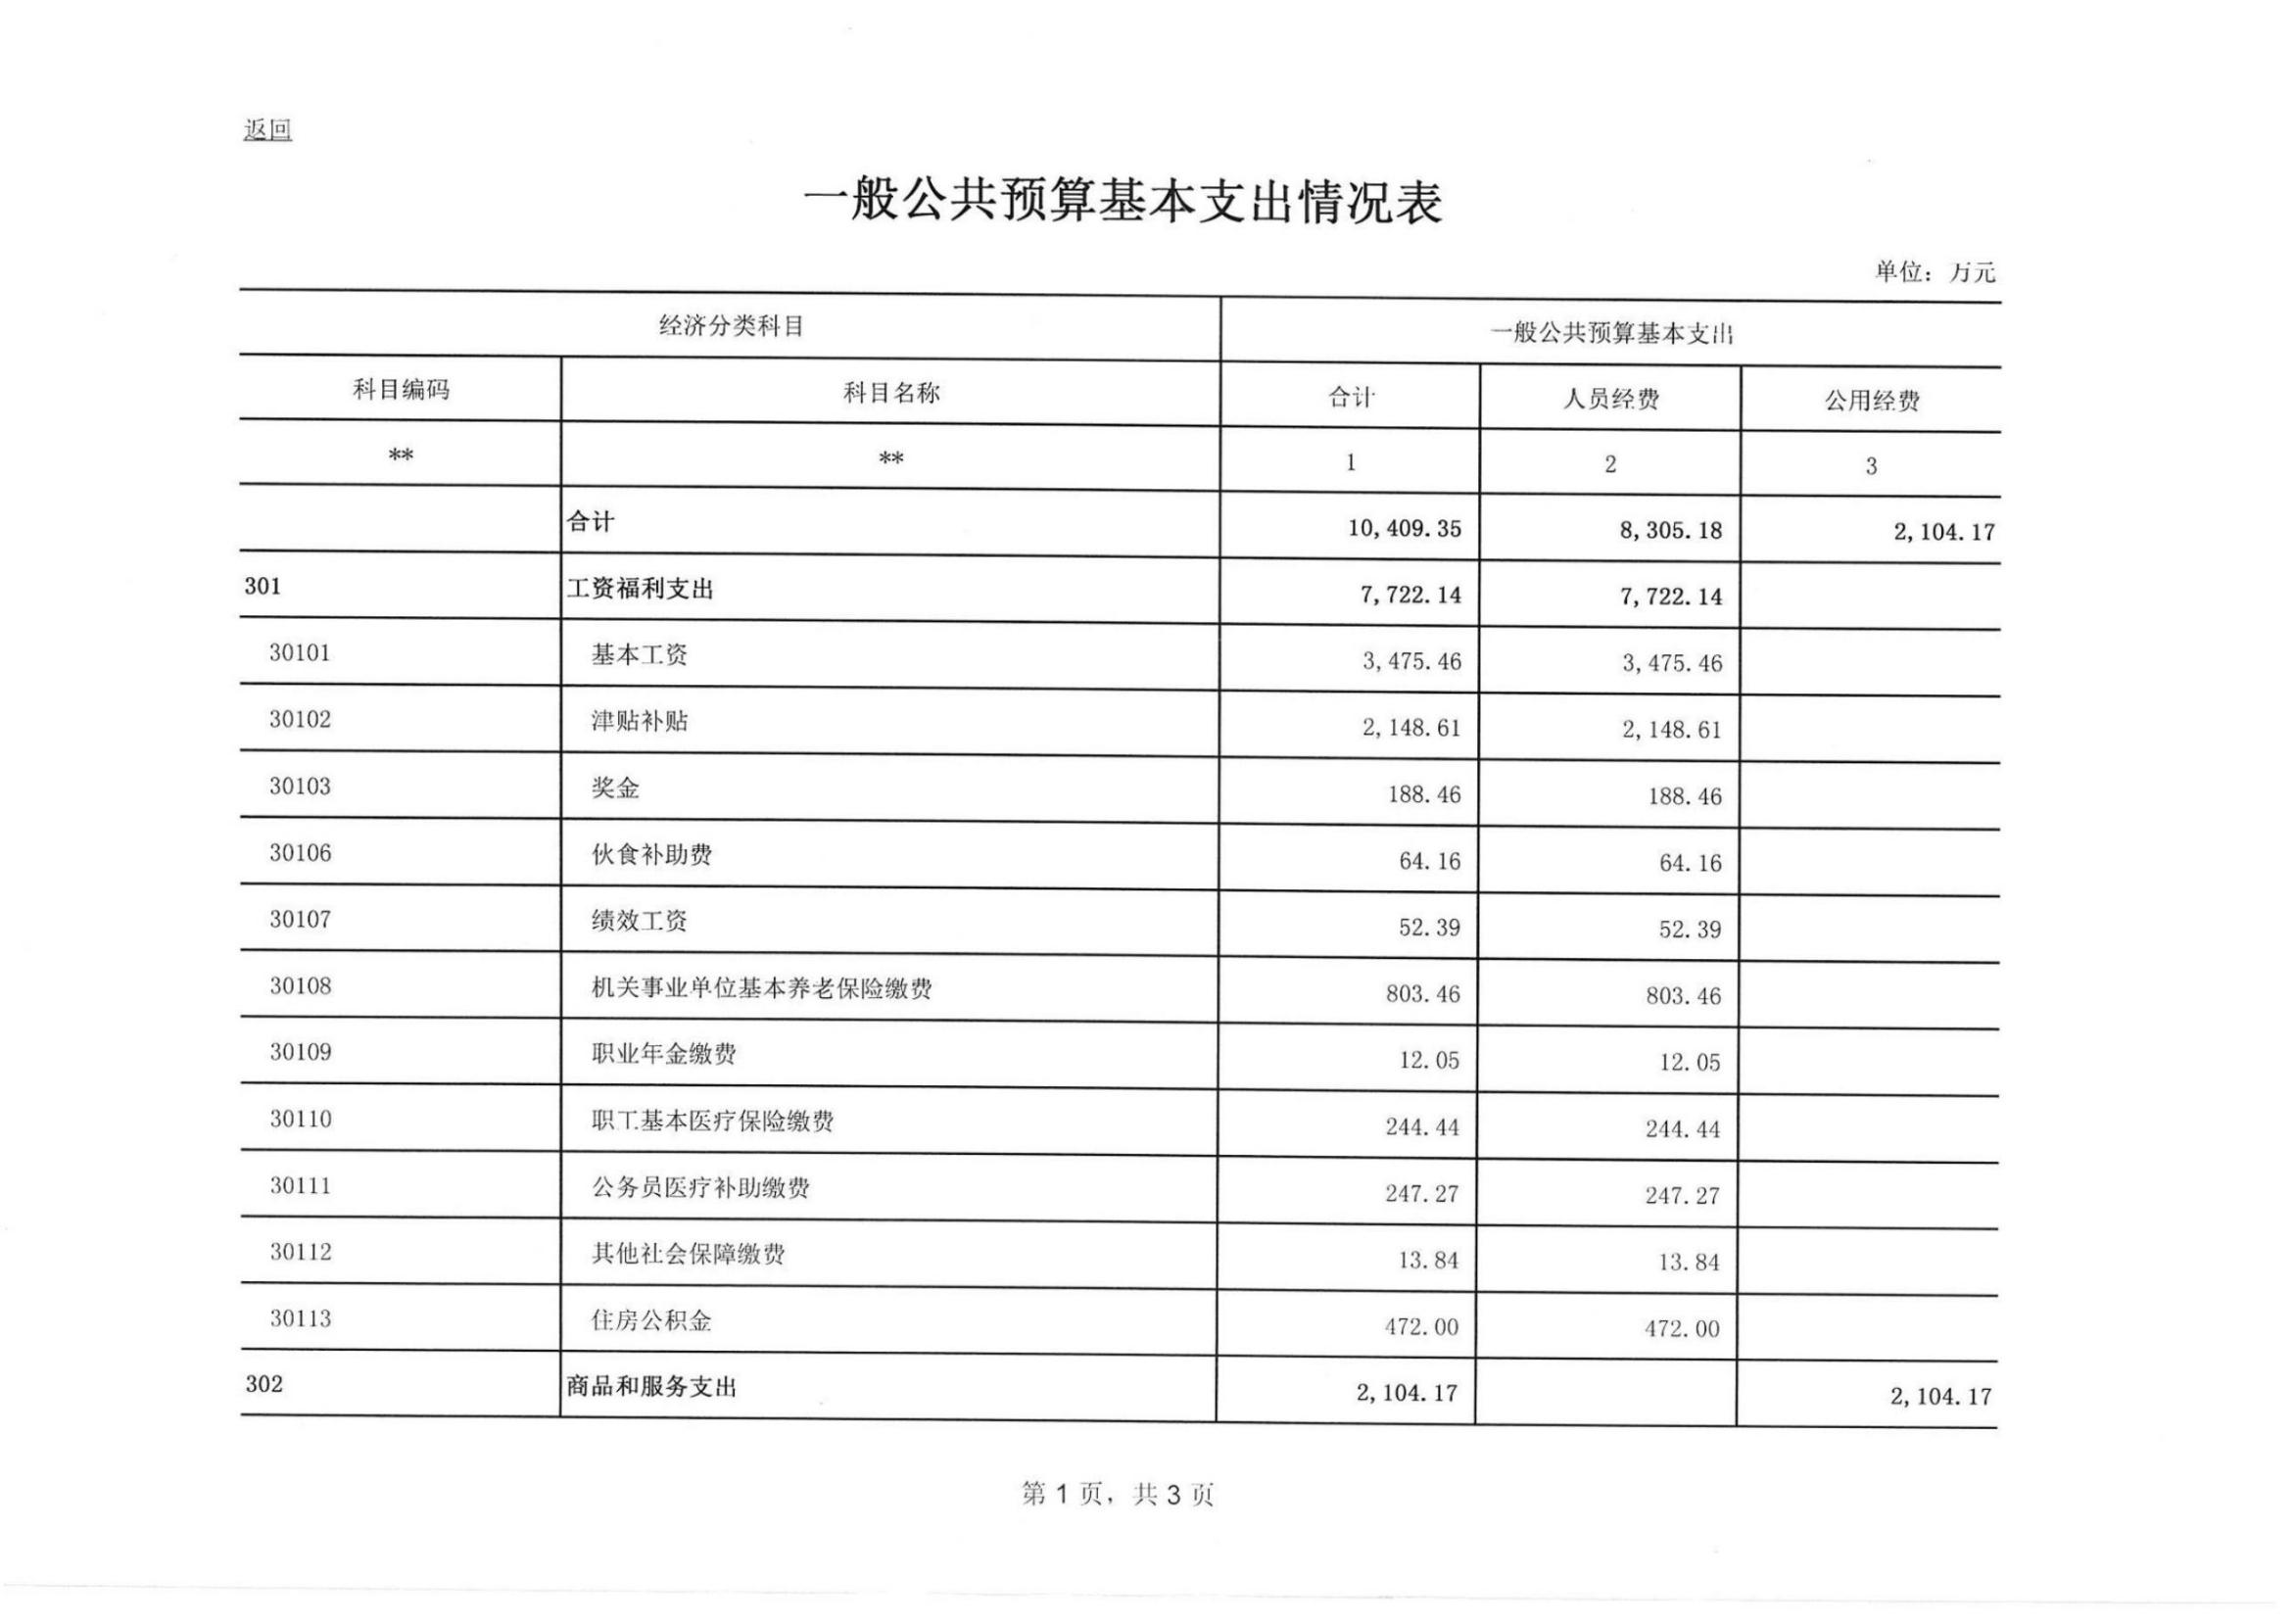 返回
一般公共预算基本支出情况表
单位：万元
经济分类科目 一般公共预算基本支出
科目编码 科目名称 合计 人员经费 公用经费
** ** 1 2 3
合计 10,409.35 8,305.18 2,104.17
301 工资福利支出 7,722.14 7,722.14
30101 基本工资 3,475.46 3,475.46
30102 津贴补贴 2,148.61 2,148.61
30103 奖金 188.46 188.46
30106 伙食补助费 64.16 64.16
30107 绩效工资 52.39 52.39
30108 机关事业单位基本养老保险缴费 803.46 803.46
30109 职业年金缴费 12.05 12.05
30110 职工基本医疗保险缴费 244.44 244.44
30111 公务员医疗补助缴费 247.27 247.27
30112 其他社会保障缴费 13.84 13.84
30113 住房公积金 472.00 472.00
302 商品和服务支出 2,104.17 2,104.17
第 1 页，共 3 页